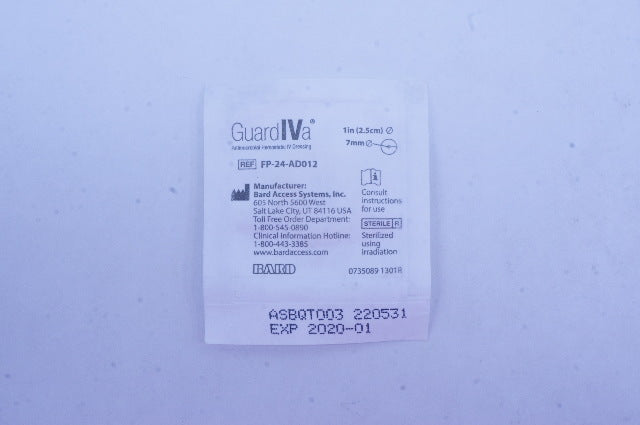 GuardIVa®
Antimicrobial Hemostatic IV Dressing
1in (2.5cm) ∅
7mm ∅
REF FP-24-AD012
Manufacturer:
Bard Access Systems, Inc.
605 North 5600 West
Salt Lake City, UT 84116 USA
Toll Free Order Department:
1-800-545-0890
Clinical Information Hotline:
1-800-443-3385
www.bardaccess.com
BARD
i
Consult
instructions
for use
STERILE R
Sterilized
using
irradiation
0735089 1301R
ASBQT003 220531
EXP 2020-01